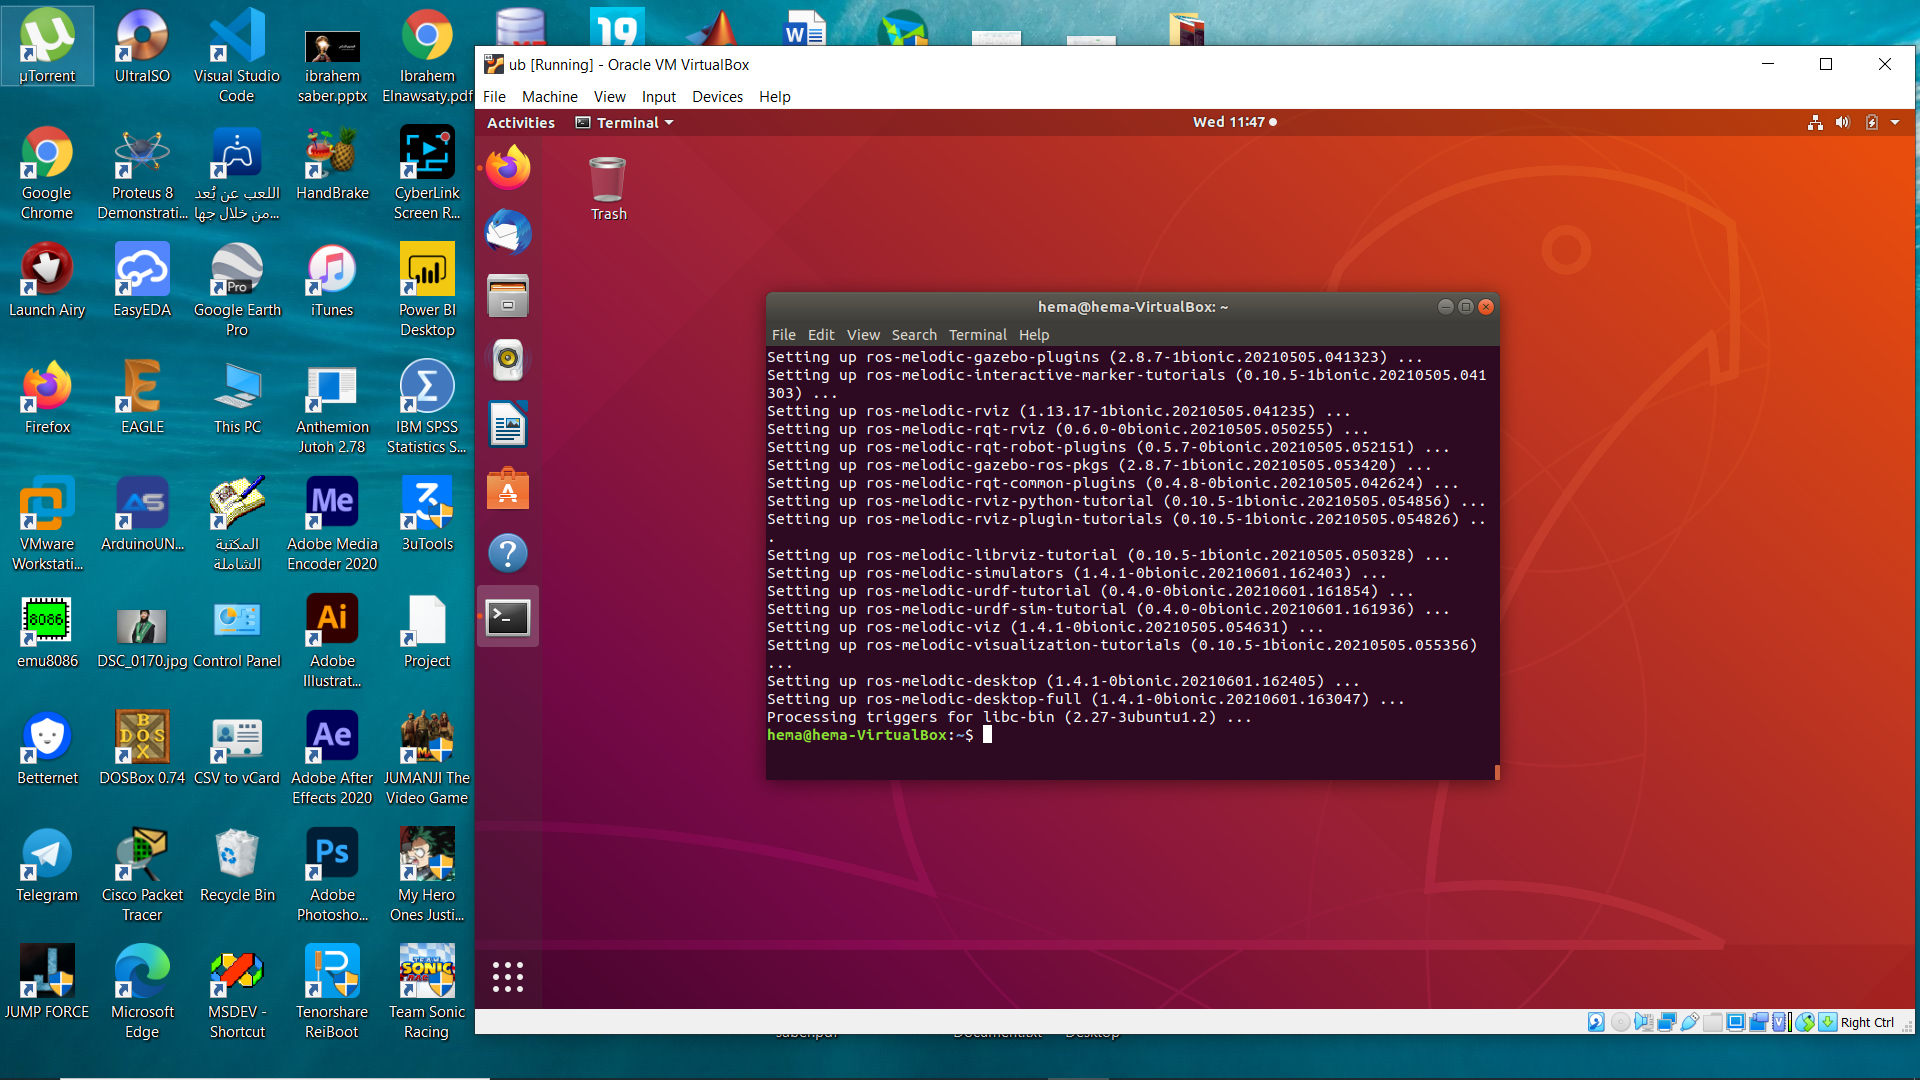 µTorrent
UltraISO
Visual Studio
Code
ibrahem
saber.pptx
Ibrahem
Elnawsaty.pdf
19
W
Google
Chrome
Proteus 8
Demonstrati...
اللعب عن بُعد
من خلال جها...
HandBrake
CyberLink
Screen R...
Launch Airy
EasyEDA
Pro
Google Earth
Pro
iTunes
Power BI
Desktop
Firefox
EAGLE
This PC
Anthemion
Jutoh 2.78
IBM SPSS
Statistics S...
VMware
Workstati...
ArduinoUN...
المكتبة
الشاملة
Me
Adobe Media
Encoder 2020
3uTools
8086
emu8086
DSC_0170.jpg
Control Panel
Ai
Adobe
Illustrat...
Project
Betternet
DOSBox 0.74
CSV to vCard
Ae
Adobe After
Effects 2020
JUMANJI The
Video Game
Telegram
Cisco Packet
Tracer
Recycle Bin
Ps
Adobe
Photosho...
My Hero
Ones Justi...
JUMP FORCE
Microsoft
Edge
MSDEV -
Shortcut
Tenorshare
ReiBoot
TEAM
SONIC
Team Sonic
Racing
ub [Running] - Oracle VM VirtualBox
File Machine View Input Devices Help
Activities Terminal Wed 11:47
Trash
hema@hema-VirtualBox: ~
File Edit View Search Terminal Help
Setting up ros-melodic-gazebo-plugins (2.8.7-1bionic.20210505.041323) ...
Setting up ros-melodic-interactive-marker-tutorials (0.10.5-1bionic.20210505.041
303) ...
Setting up ros-melodic-rviz (1.13.17-1bionic.20210505.041235) ...
Setting up ros-melodic-rqt-rviz (0.6.0-0bionic.20210505.050255) ...
Setting up ros-melodic-rqt-robot-plugins (0.5.7-0bionic.20210505.052151) ...
Setting up ros-melodic-gazebo-ros-pkgs (2.8.7-1bionic.20210505.053420) ...
Setting up ros-melodic-rqt-common-plugins (0.4.8-0bionic.20210505.042624) ...
Setting up ros-melodic-rviz-python-tutorial (0.10.5-1bionic.20210505.054856) ...
Setting up ros-melodic-rviz-plugin-tutorials (0.10.5-1bionic.20210505.054826) ..
.
Setting up ros-melodic-librviz-tutorial (0.10.5-1bionic.20210505.050328) ...
Setting up ros-melodic-simulators (1.4.1-0bionic.20210601.162403) ...
Setting up ros-melodic-urdf-tutorial (0.4.0-0bionic.20210601.161854) ...
Setting up ros-melodic-urdf-sim-tutorial (0.4.0-0bionic.20210601.161936) ...
Setting up ros-melodic-viz (1.4.1-0bionic.20210505.054631) ...
Setting up ros-melodic-visualization-tutorials (0.10.5-1bionic.20210505.055356)
...
Setting up ros-melodic-desktop (1.4.1-0bionic.20210601.162405) ...
Setting up ros-melodic-desktop-full (1.4.1-0bionic.20210601.163047) ...
Processing triggers for libc-bin (2.27-3ubuntu1.2) ...
hema@hema-VirtualBox:~$
Right Ctrl